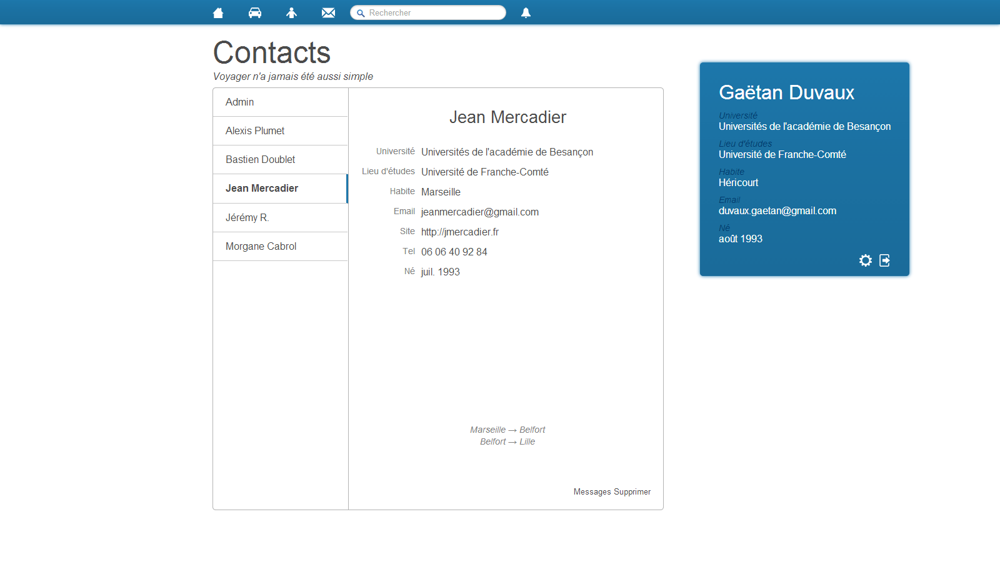 Rechercher
Contacts
Voyager n'a jamais été aussi simple
Admin
Alexis Plumet
Bastien Doublet
Jean Mercadier
Jérémy R.
Morgane Cabrol
Jean Mercadier
Université Universités de l'académie de Besançon
Lieu d'études Université de Franche-Comté
Habite Marseille
Email jeanmercadier@gmail.com
Site http://jmercadier.fr
Tel 06 06 40 92 84
Né juil. 1993
Marseille → Belfort
Belfort → Lille
Messages Supprimer
Gaëtan Duvaux
Université
Universités de l'académie de Besançon
Lieu d'études
Université de Franche-Comté
Habite
Héricourt
Email
duvaux.gaetan@gmail.com
Né
août 1993